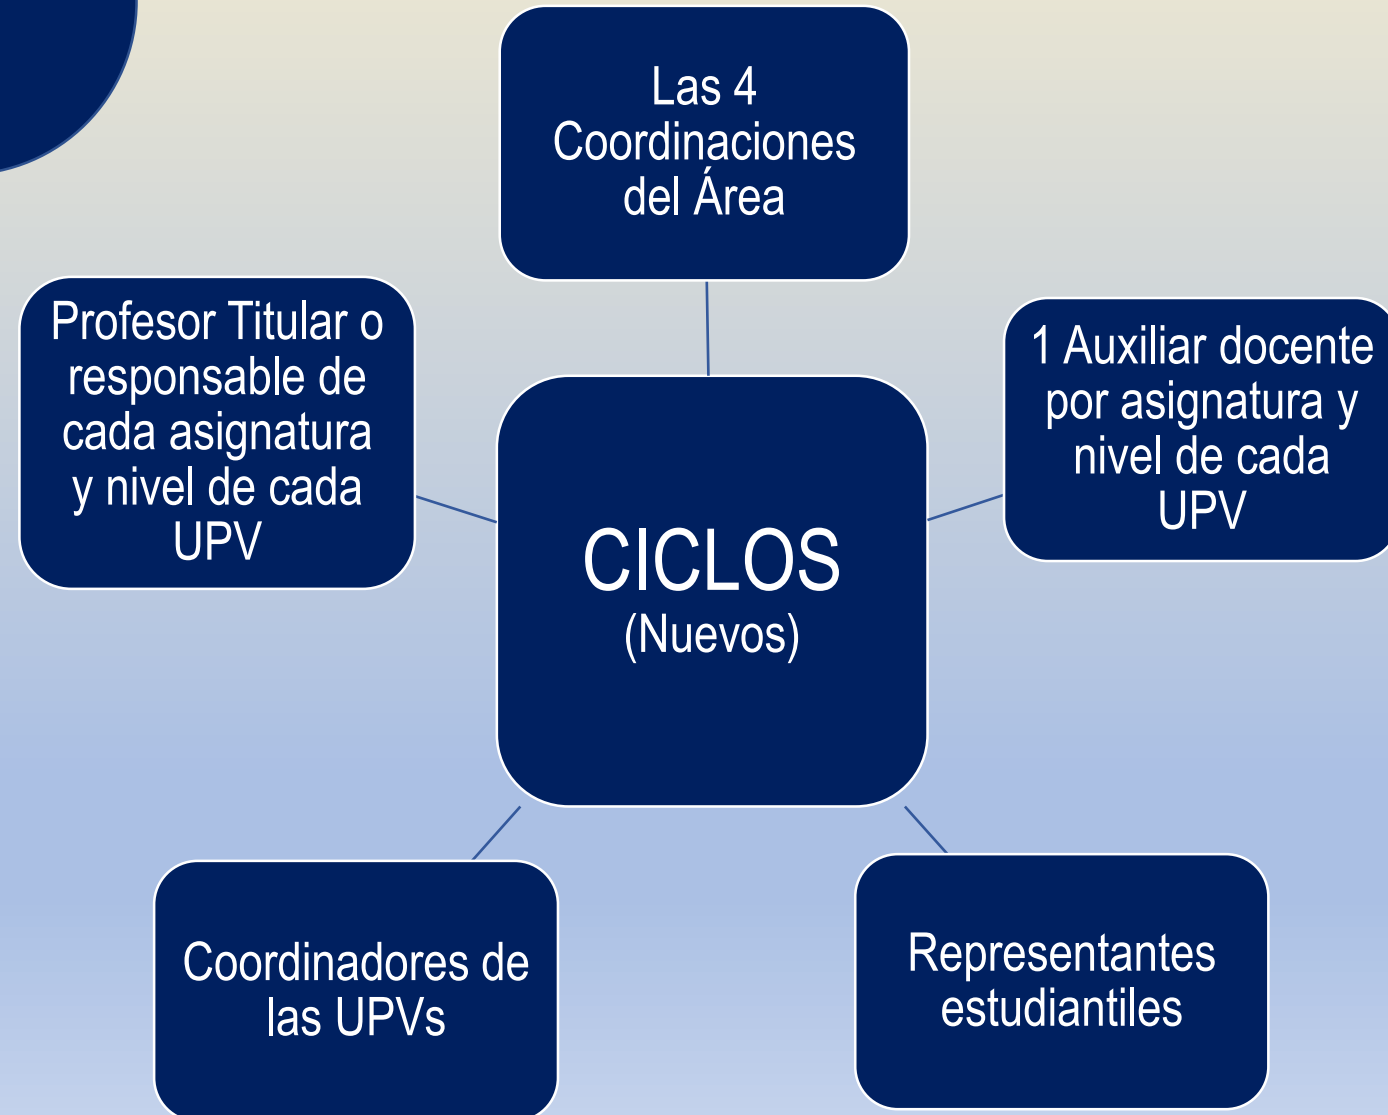 Las 4
Coordinaciones
del Área
Profesor Titular o
responsable de
cada asignatura
y nivel de cada
UPV
1 Auxiliar docente
por asignatura y
nivel de cada
UPV
CICLOS
(Nuevos)
Coordinadores de
las UPVs
Representantes
estudiantiles